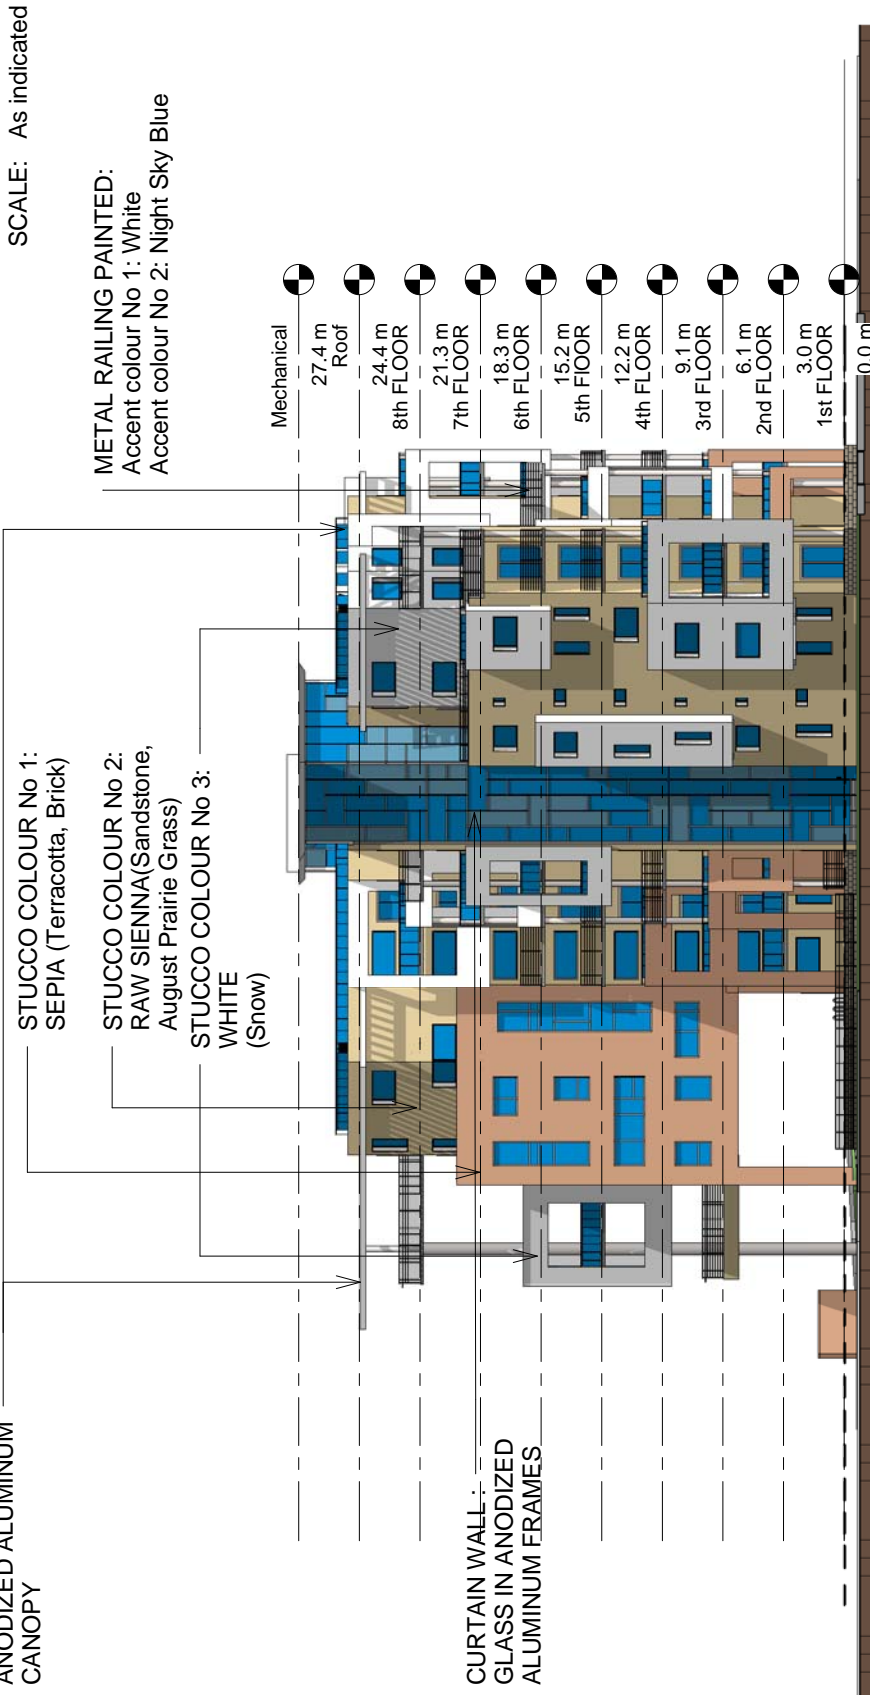 SCALE: As indicated
METAL RAILING PAINTED:
Accent colour No 1: White
Accent colour No 2: Night Sky Blue
ANODIZED ALUMINUM
CANOPY
STUCCO COLOUR No 1:
SEPIA (Terracotta, Brick)
STUCCO COLOUR No 2:
RAW SIENNA(Sandstone,
August Prairie Grass)
STUCCO COLOUR No 3:
WHITE
(Snow)
CURTAIN WALL :
GLASS IN ANODIZED
ALUMINUM FRAMES
Mechanical
27.4 m
Roof
24.4 m
8th FLOOR
21.3 m
7th FLOOR
18.3 m
6th FLOOR
15.2 m
5th FlOOR
12.2 m
4th FLOOR
9.1 m
3rd FLOOR
6.1 m
2nd FLOOR
3.0 m
1st FLOOR
0.0 m